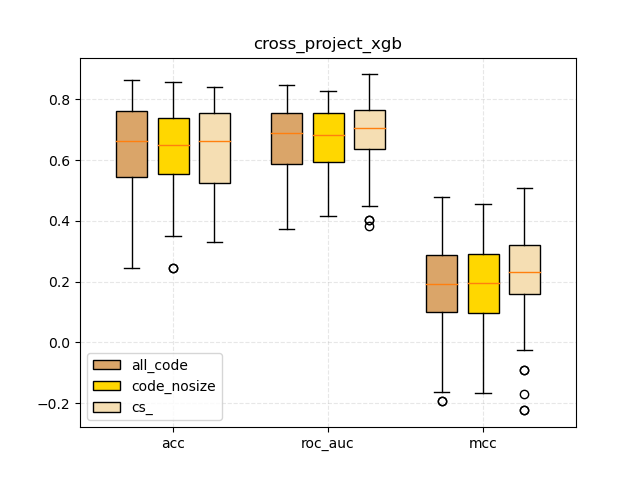 cross_project_xgb
0.8
0.6
0.4
0.2
0.0
−0.2
all_code
code_nosize
cs_
acc
roc_auc
mcc